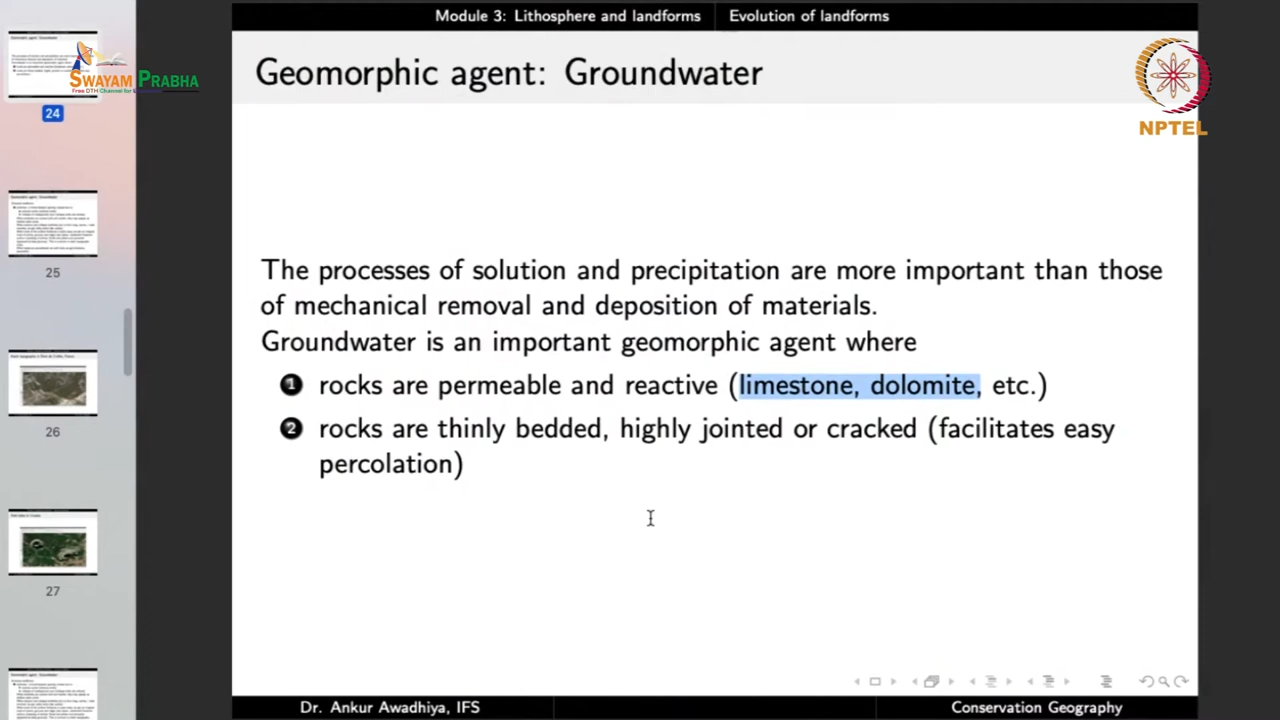 Module 3: Lithosphere and landforms Evolution of landforms
Geomorphic agent: Groundwater
SWAYAM PRABHA
24
NPTEL
The processes of solution and precipitation are more important than those
of mechanical removal and deposition of materials.
Groundwater is an important geomorphic agent where
1 rocks are permeable and reactive (limestone, dolomite, etc.)
2 rocks are thinly bedded, highly jointed or cracked (facilitates easy
percolation)
25
26
27
Dr. Ankur Awadhiya, IFS Conservation Geography